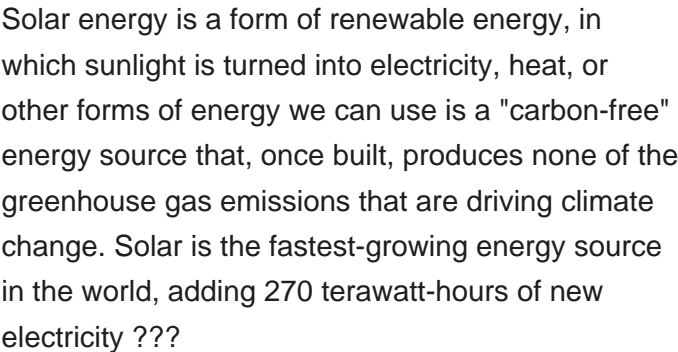 Solar energy is a form of renewable energy, in
which sunlight is turned into electricity, heat, or
other forms of energy we can use is a "carbon-free"
energy source that, once built, produces none of the
greenhouse gas emissions that are driving climate
change. Solar is the fastest-growing energy source
in the world, adding 270 terawatt-hours of new
electricity ???